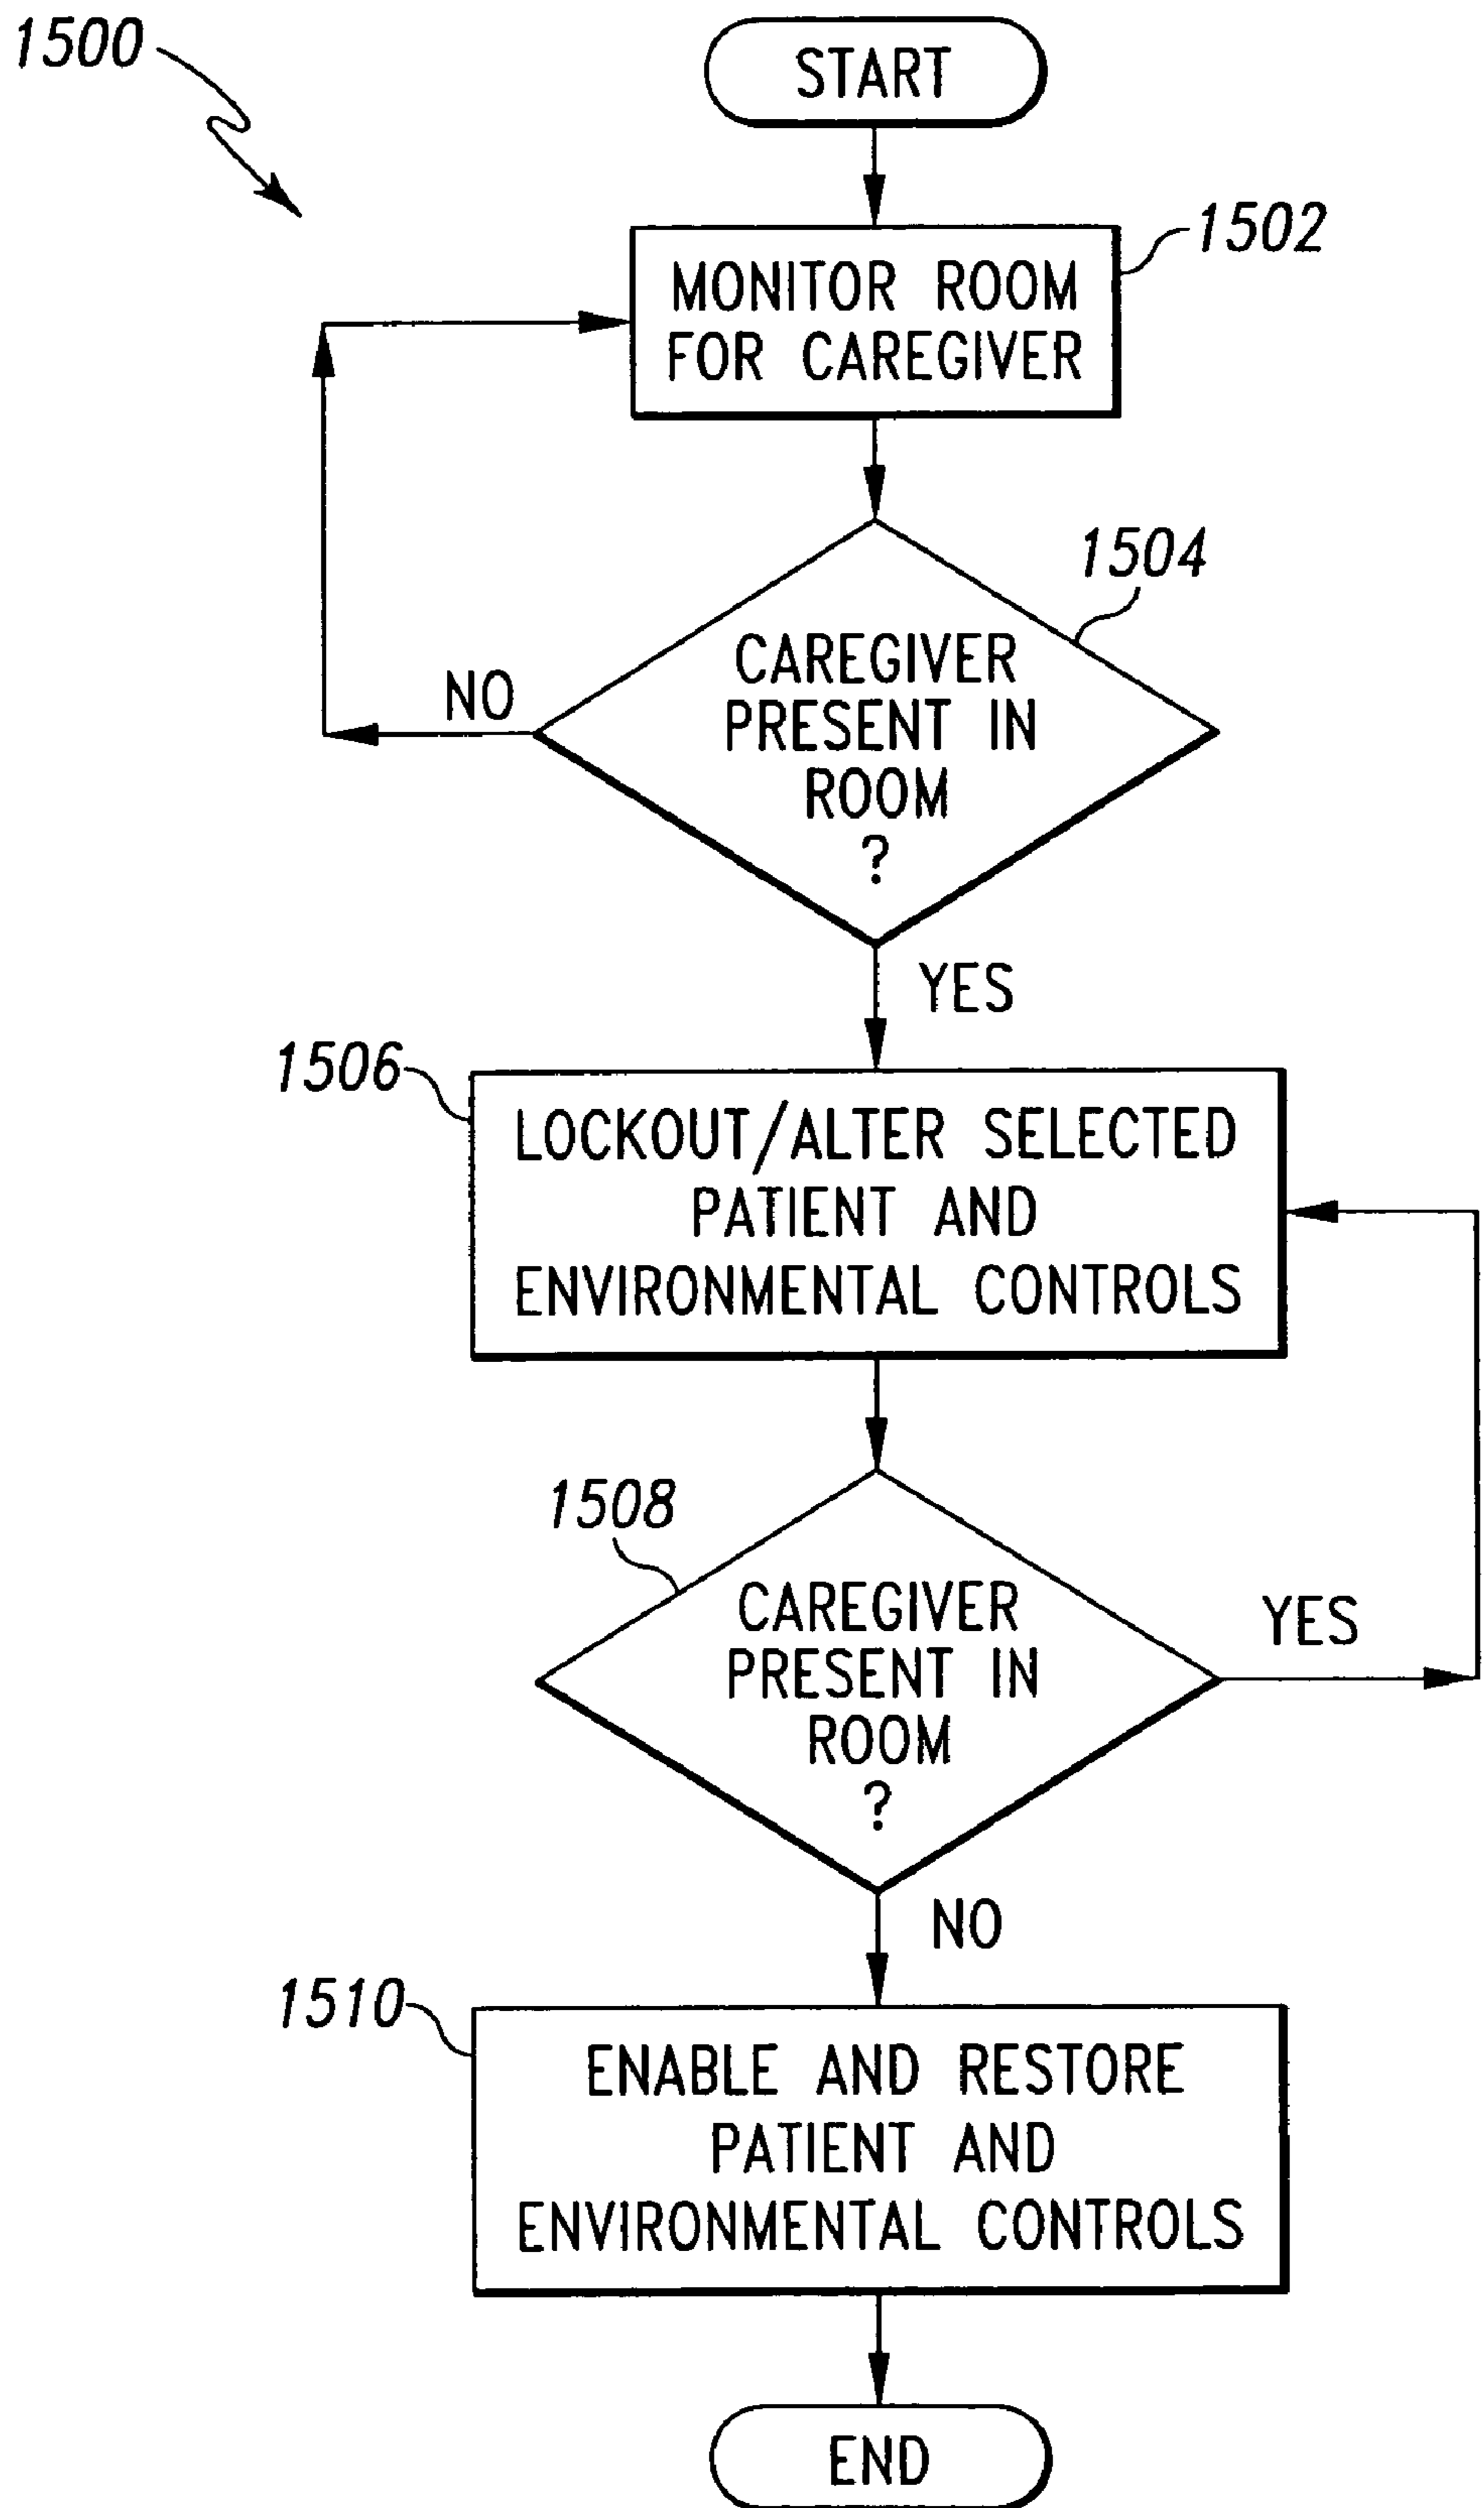 1500
START
1502
MONITOR ROOM
FOR CAREGIVER
1504
CAREGIVER
PRESENT IN
ROOM
?
NO
YES
1506
LOCKOUT/ALTER SELECTED
PATIENT AND
ENVIRONMENTAL CONTROLS
1508
CAREGIVER
PRESENT IN
ROOM
?
YES
NO
1510
ENABLE AND RESTORE
PATIENT AND
ENVIRONMENTAL CONTROLS
END